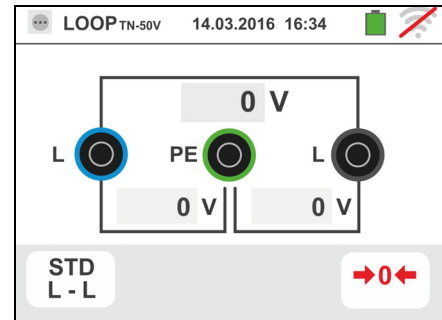 LOOP TN-50V 14.03.2016 16:34
0 V
L PE L
0 V 0 V
STD
L - L
→0←